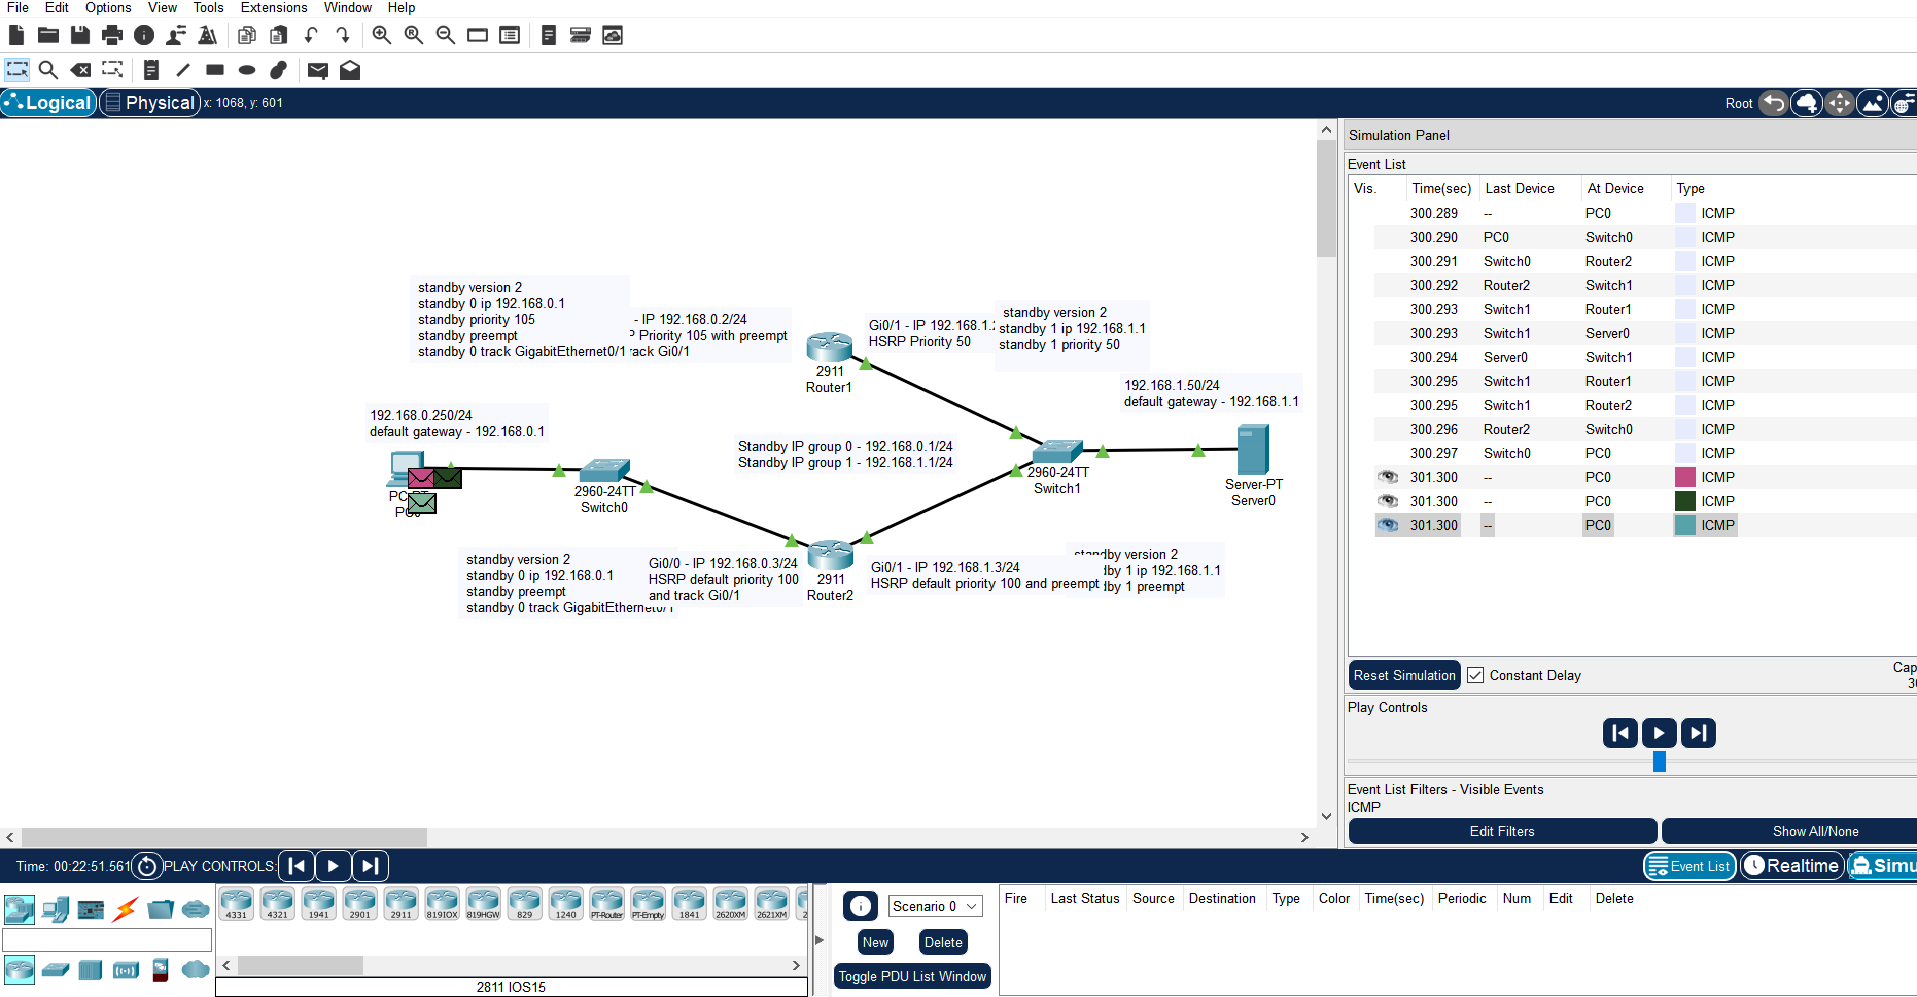 File Edit Options View Tools Extensions Window Help
Logical Physical x: 1068, y: 601 Root
Simulation Panel
Event List
Vis. Time(sec) Last Device At Device Type
300.289 -- PC0 ICMP
300.290 PC0 Switch0 ICMP
300.291 Switch0 Router2 ICMP
300.292 Router2 Switch1 ICMP
300.293 Switch1 Router1 ICMP
300.293 Switch1 Server0 ICMP
300.294 Server0 Switch1 ICMP
300.295 Switch1 Router1 ICMP
300.295 Switch1 Router2 ICMP
300.296 Router2 Switch0 ICMP
300.297 Switch0 PC0 ICMP
301.300 -- PC0 ICMP
301.300 -- PC0 ICMP
301.300 -- PC0 ICMP
standby version 2
standby 0 ip 192.168.0.1
standby priority 105
standby preempt
standby 0 track GigabitEthernet0/1
- IP 192.168.0.2/24
P Priority 105 with preempt
rack Gi0/1
Gi0/1 - IP 192.168.1.2
HSRP Priority 50
standby version 2
standby 1 ip 192.168.1.1
standby 1 priority 50
2911
Router1
192.168.1.50/24
default gateway - 192.168.1.1
192.168.0.250/24
default gateway - 192.168.0.1
Standby IP group 0 - 192.168.0.1/24
Standby IP group 1 - 192.168.1.1/24
PC-PT
PC0
2960-24TT
Switch0
2960-24TT
Switch1
Server-PT
Server0
standby version 2
standby 0 ip 192.168.0.1
standby preempt
standby 0 track GigabitEthernet0/1
Gi0/0 - IP 192.168.0.3/24
HSRP default priority 100
and track Gi0/1
2911
Router2
Gi0/1 - IP 192.168.1.3/24
HSRP default priority 100 and preempt
standby version 2
dby 1 ip 192.168.1.1
dby 1 preempt
Reset Simulation Constant Delay Cap
Play Controls
Event List Filters - Visible Events
ICMP
Edit Filters Show All/None
Time: 00:22:51.561 PLAY CONTROLS: Event List Realtime Simu
4331 4321 1941 2901 2911 819IOX 819HGW 829 1240 PT-Router PT-Empty 1841 2620XM 2621XM 2
2811 IOS15
Scenario 0
New Delete
Toggle PDU List Window
Fire Last Status Source Destination Type Color Time(sec) Periodic Num Edit Delete